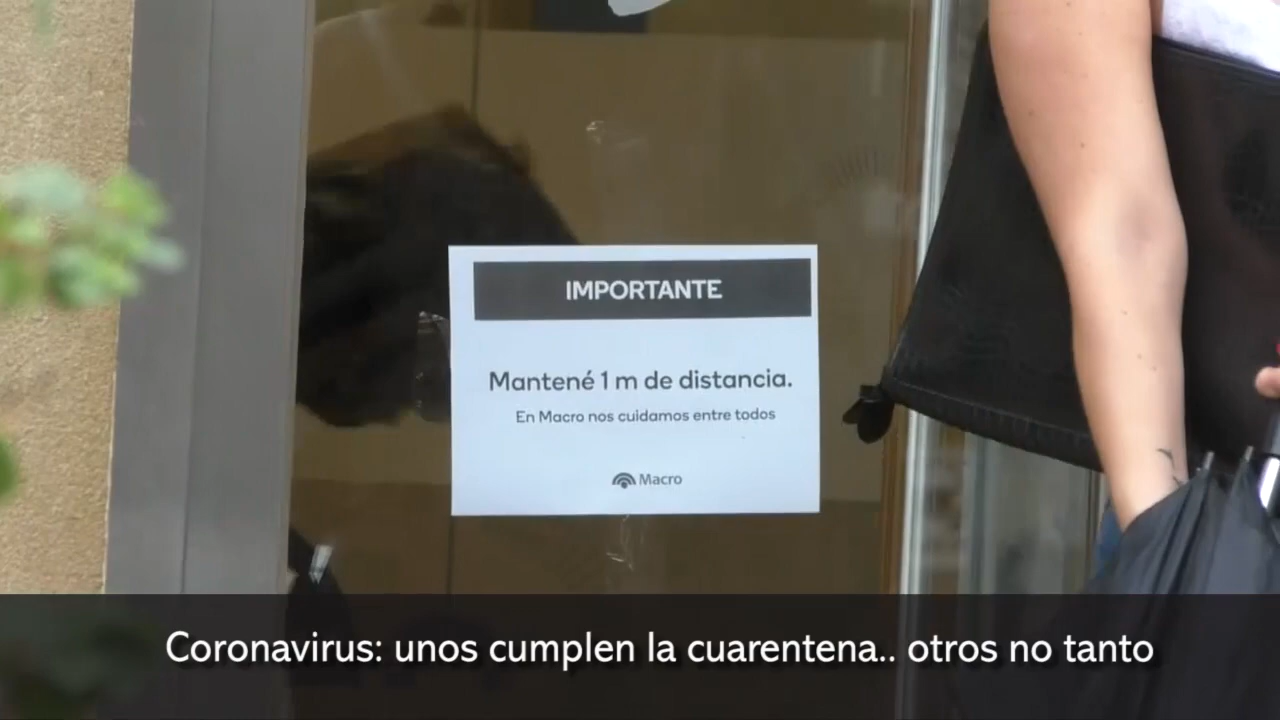 IMPORTANTE
Mantené 1 m de distancia.
En Macro nos cuidamos entre todos
Macro
Coronavirus: unos cumplen la cuarentena.. otros no tanto